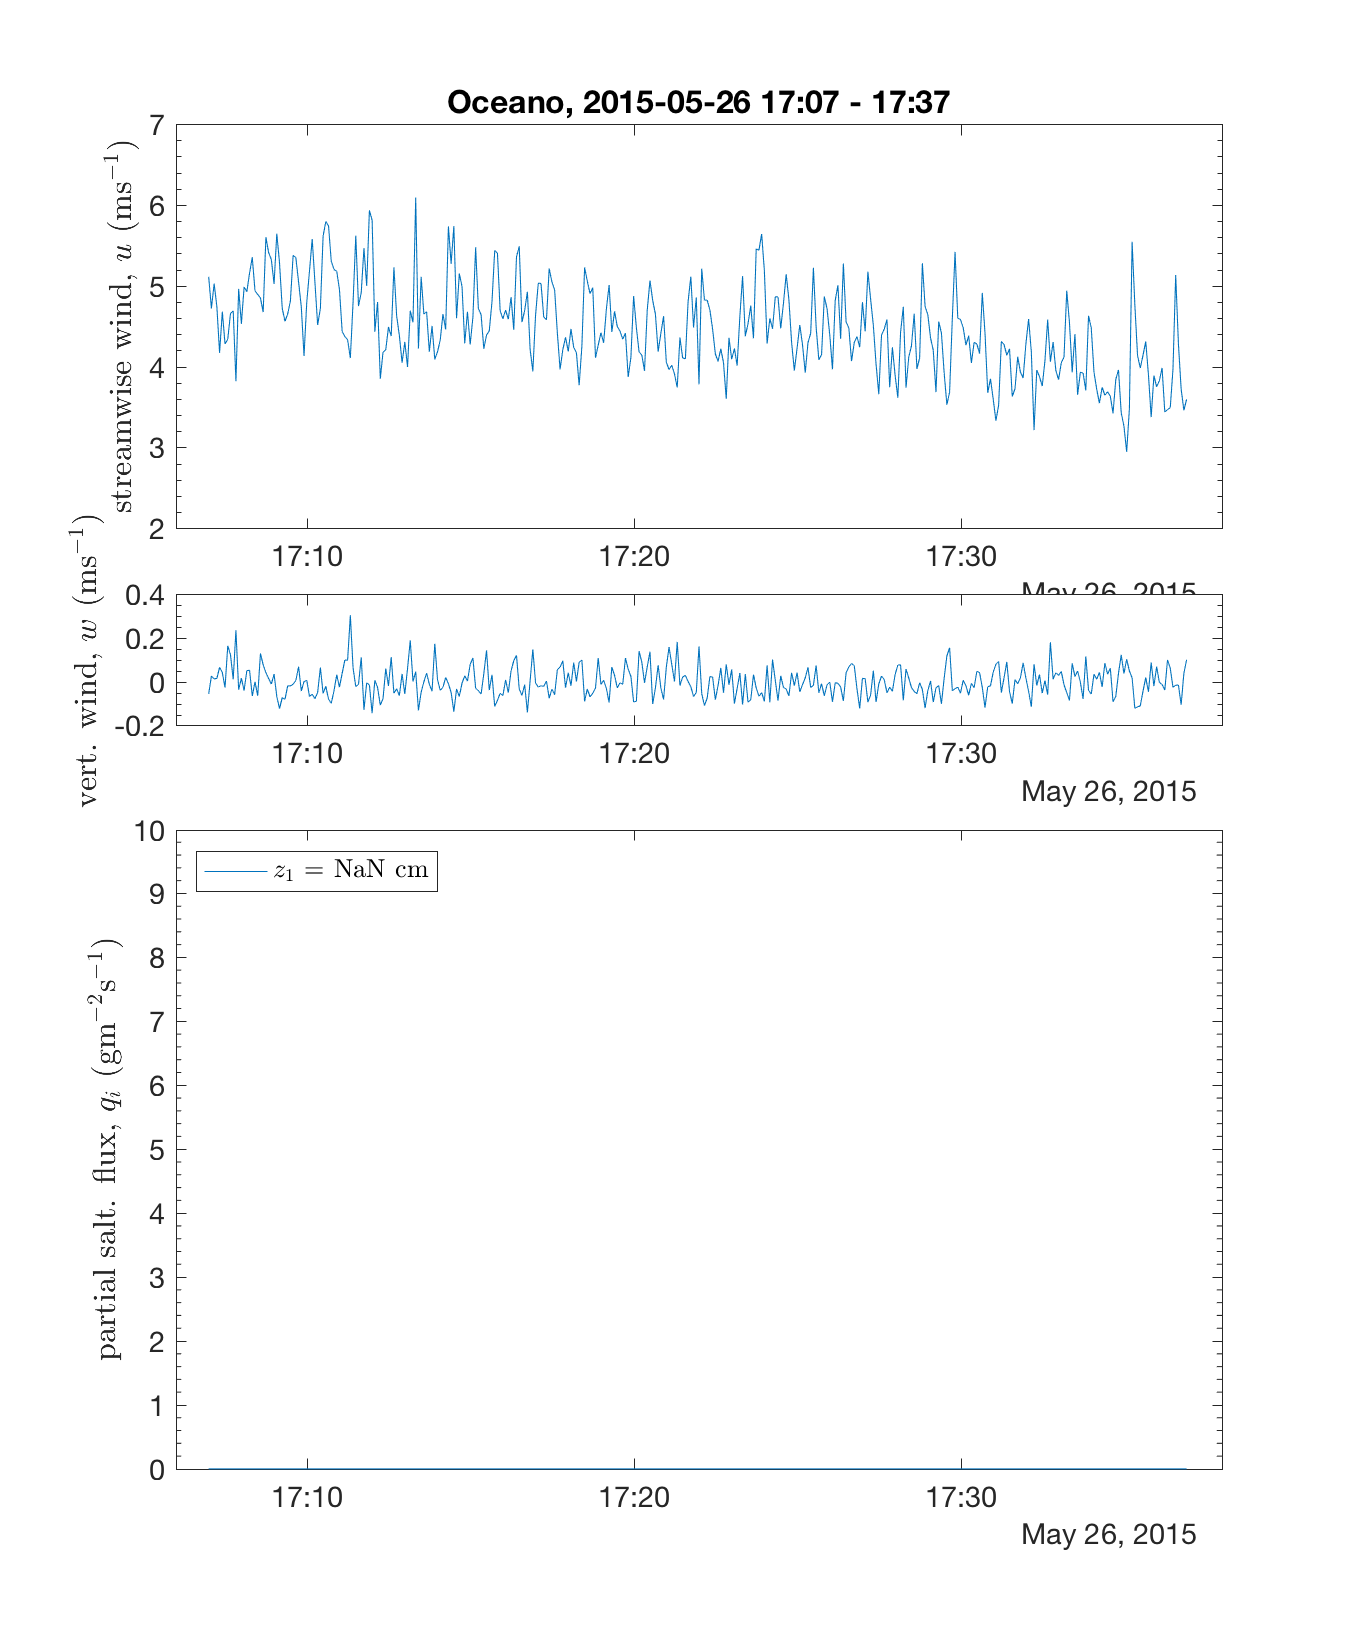 Oceano, 2015-05-26 17:07 - 17:37
streamwise wind, u (ms⁻¹)
7
6
5
4
3
2
17:10 17:20 17:30
May 26, 2015
vert. wind, w (ms⁻¹)
0.4
0.2
0
-0.2
17:10 17:20 17:30
May 26, 2015
partial salt. flux, qᵢ (gm⁻²s⁻¹)
10
9
8
7
6
5
4
3
2
1
0
z₁ = NaN cm
17:10 17:20 17:30
May 26, 2015